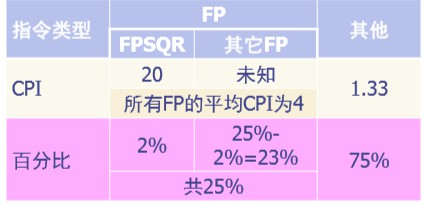 指令类型 FP 其他
FPSQR 其它FP
CPI 20 未知 1.33
所有FP的平均CPI为4
百分比 2% 25%-
2%=23% 75%
共25%